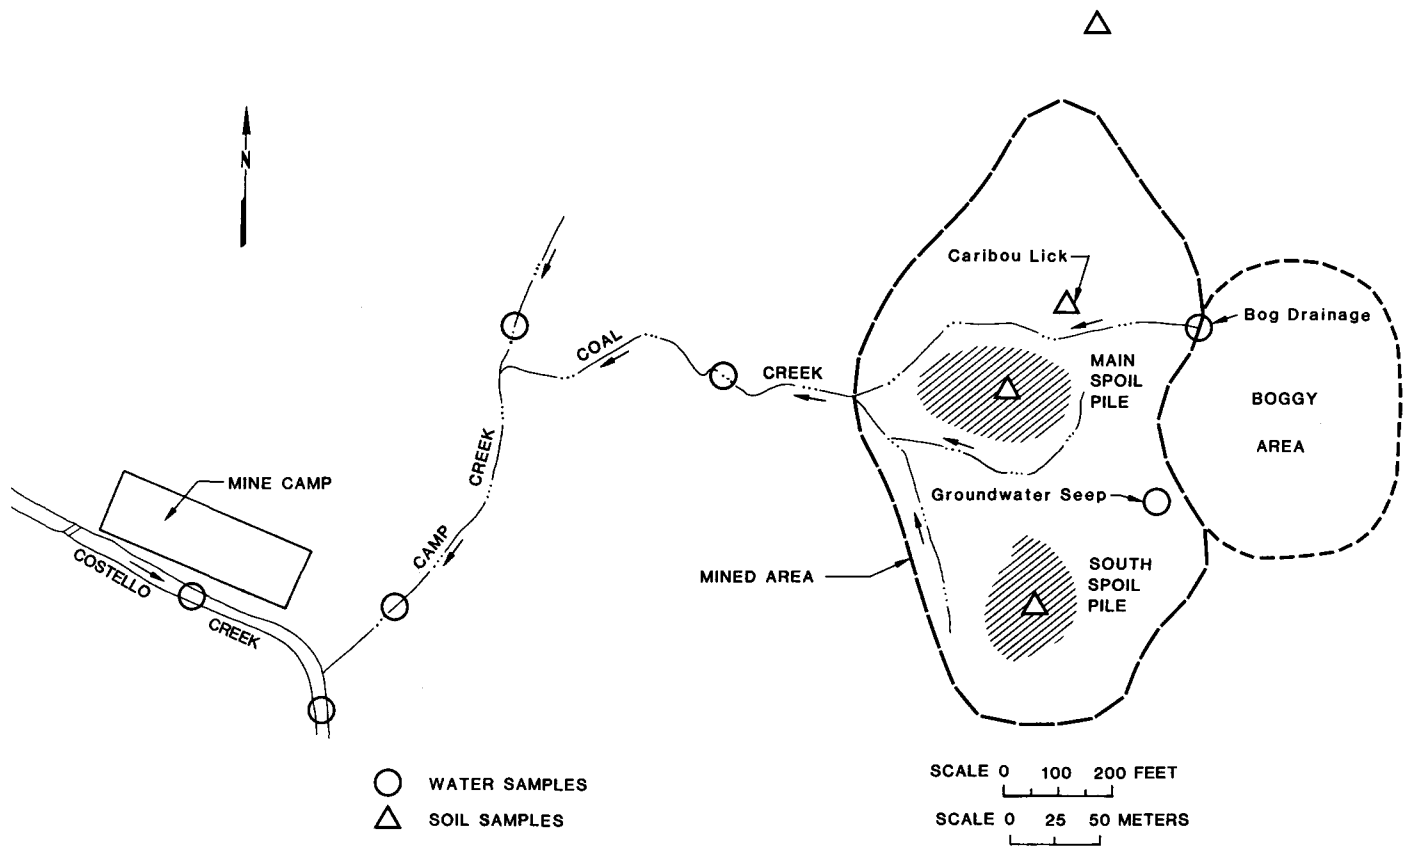 N
Caribou Lick
Bog Drainage
COAL
CREEK
MAIN
SPOIL
PILE
BOGGY
AREA
CREEK
MINE CAMP
Groundwater Seep
CAMP
COSTELLO
CREEK
MINED AREA
SOUTH
SPOIL
PILE
WATER SAMPLES
SOIL SAMPLES
SCALE 0 100 200 FEET
SCALE 0 25 50 METERS